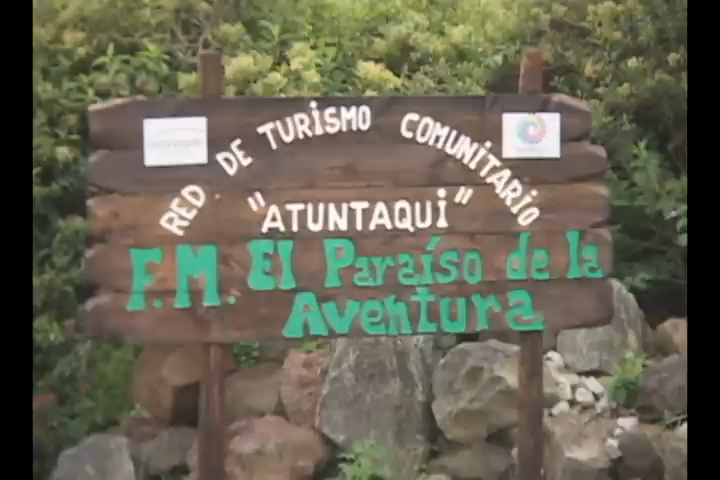 RED DE TURiSMO COMUNITARiO
"ATUNTAQUi"
F.M. El Paraíso de la
Aventura